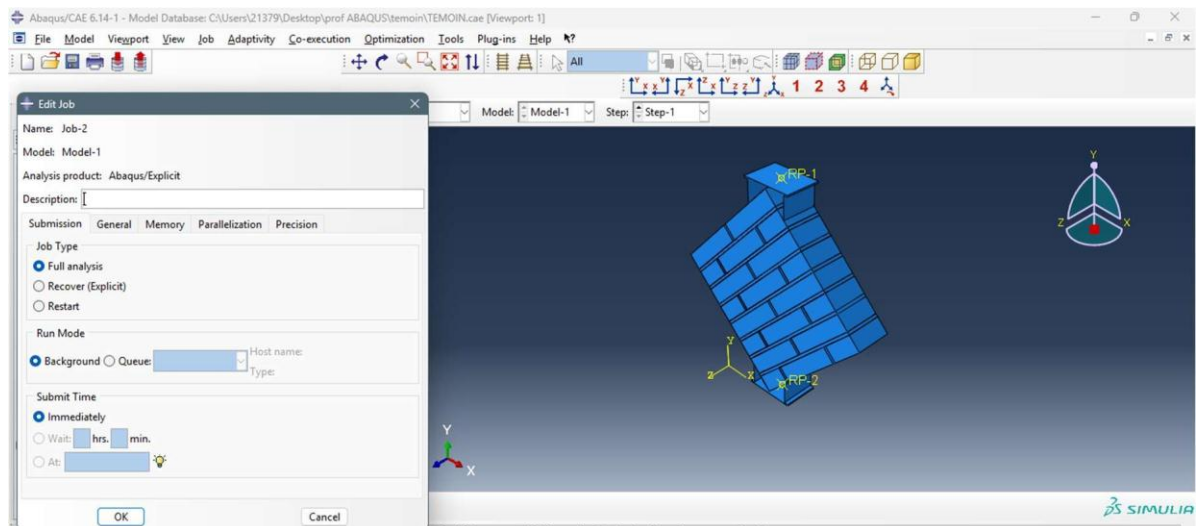 Abaqus/CAE 6.14-1 - Model Database: C:\Users\21379\Desktop\prof ABAQUS\temoin\TEMOIN.cae [Viewport: 1]
File Model Viewport View Job Adaptivity Co-execution Optimization Tools Plug-ins Help
All
1 2 3 4
Model: Model-1 Step: Step-1
Edit Job
Name: Job-2
Model: Model-1
Analysis product: Abaqus/Explicit
Description:
Submission General Memory Parallelization Precision
Job Type
Full analysis
Recover (Explicit)
Restart
Run Mode
Background Queue: Host name:
Type:
Submit Time
Immediately
Wait: hrs. min.
At:
OK Cancel
RP-1
Y
X
Z
RP-2
Y
X
Z
Y
X
SIMULIA